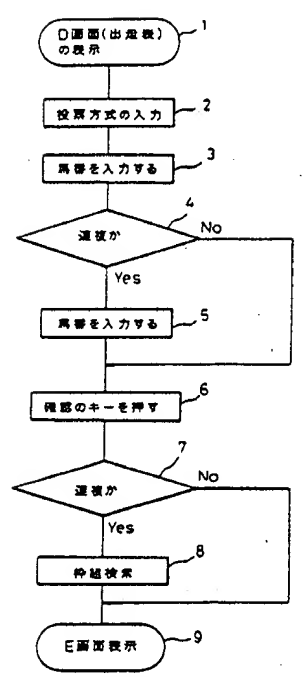 D画面(出走表)
の表示
1
投票方式の入力
2
馬番を入力する
3
連複か
4
No
Yes
馬番を入力する
5
確認のキーを押す
6
連複か
7
No
Yes
枠組検索
8
E画面表示
9